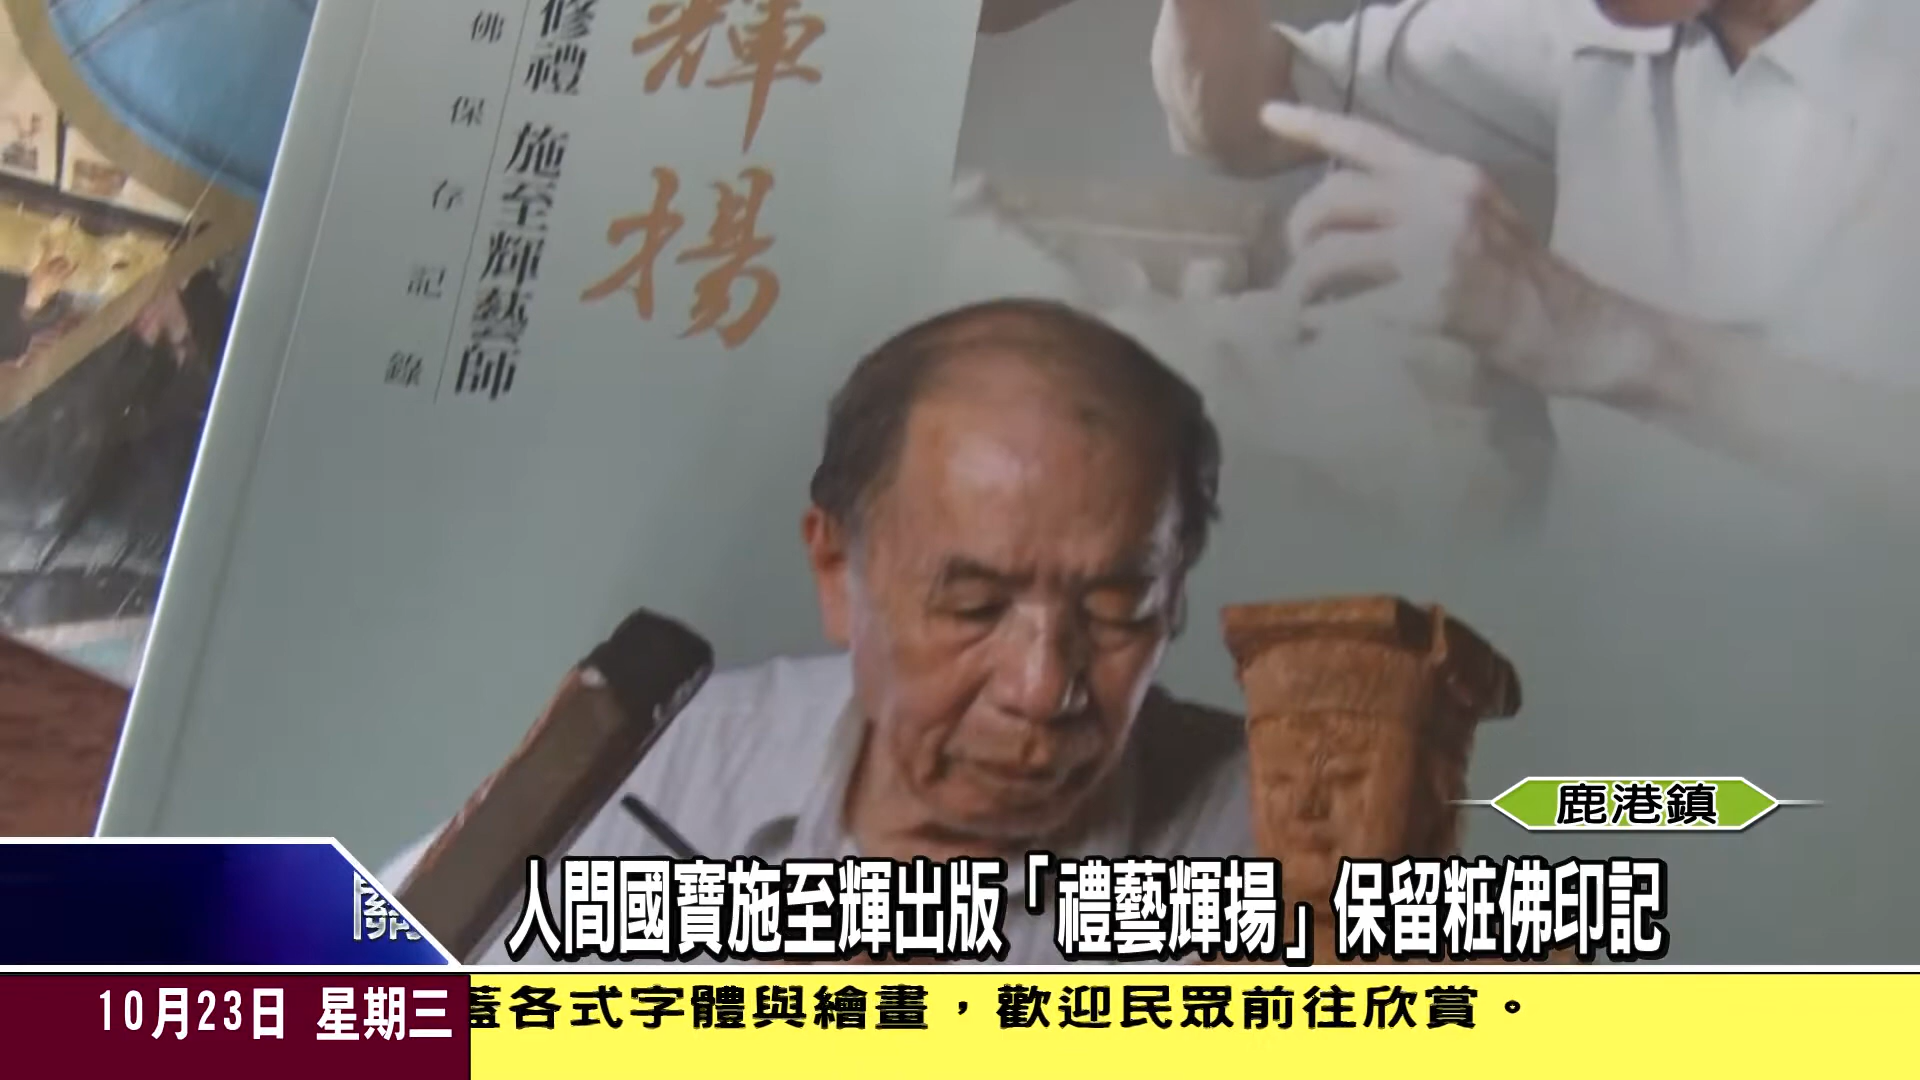 輝揚
修禮 施至輝藝師
佛保存記錄
鹿港鎮
人間國寶施至輝出版「禮藝輝揚」保留粧佛印記
10月23日 星期三
蓋各式字體與繪畫，歡迎民眾前往欣賞。